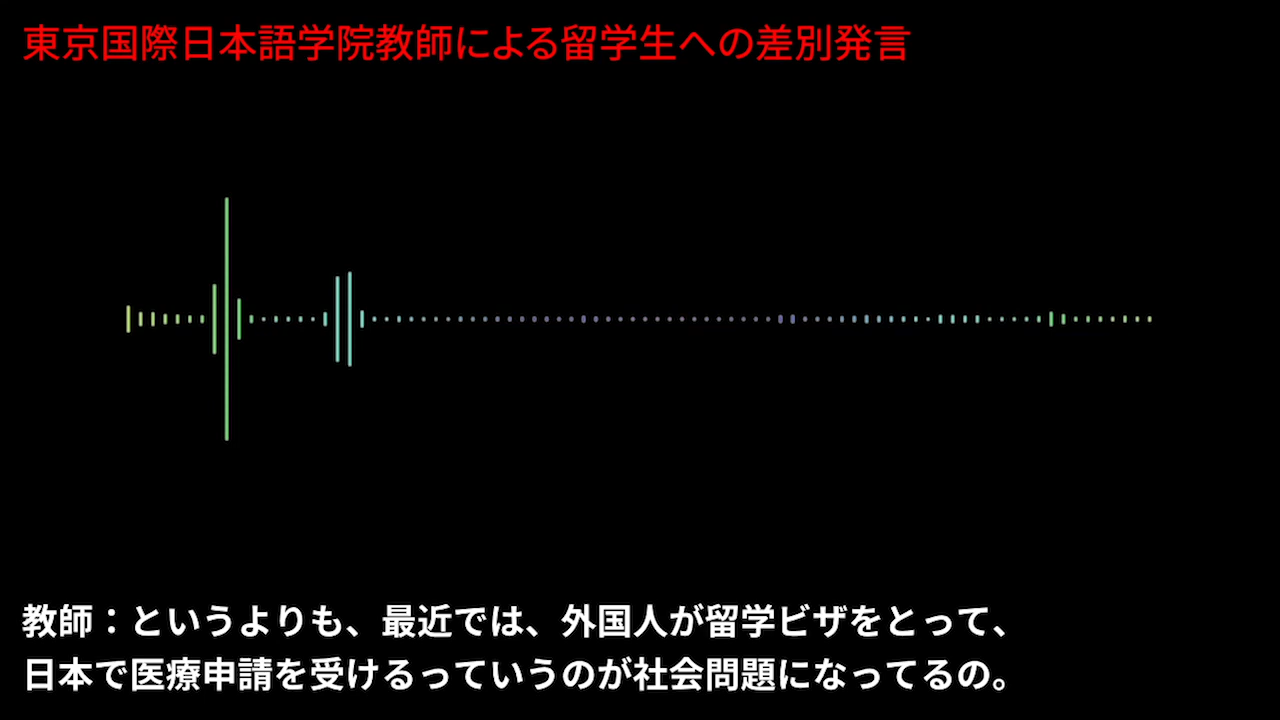 東京国際日本語学院教師による留学生への差別発言
教師：というよりも、最近では、外国人が留学ビザをとって、
日本で医療申請を受けるっていうのが社会問題になってるの。